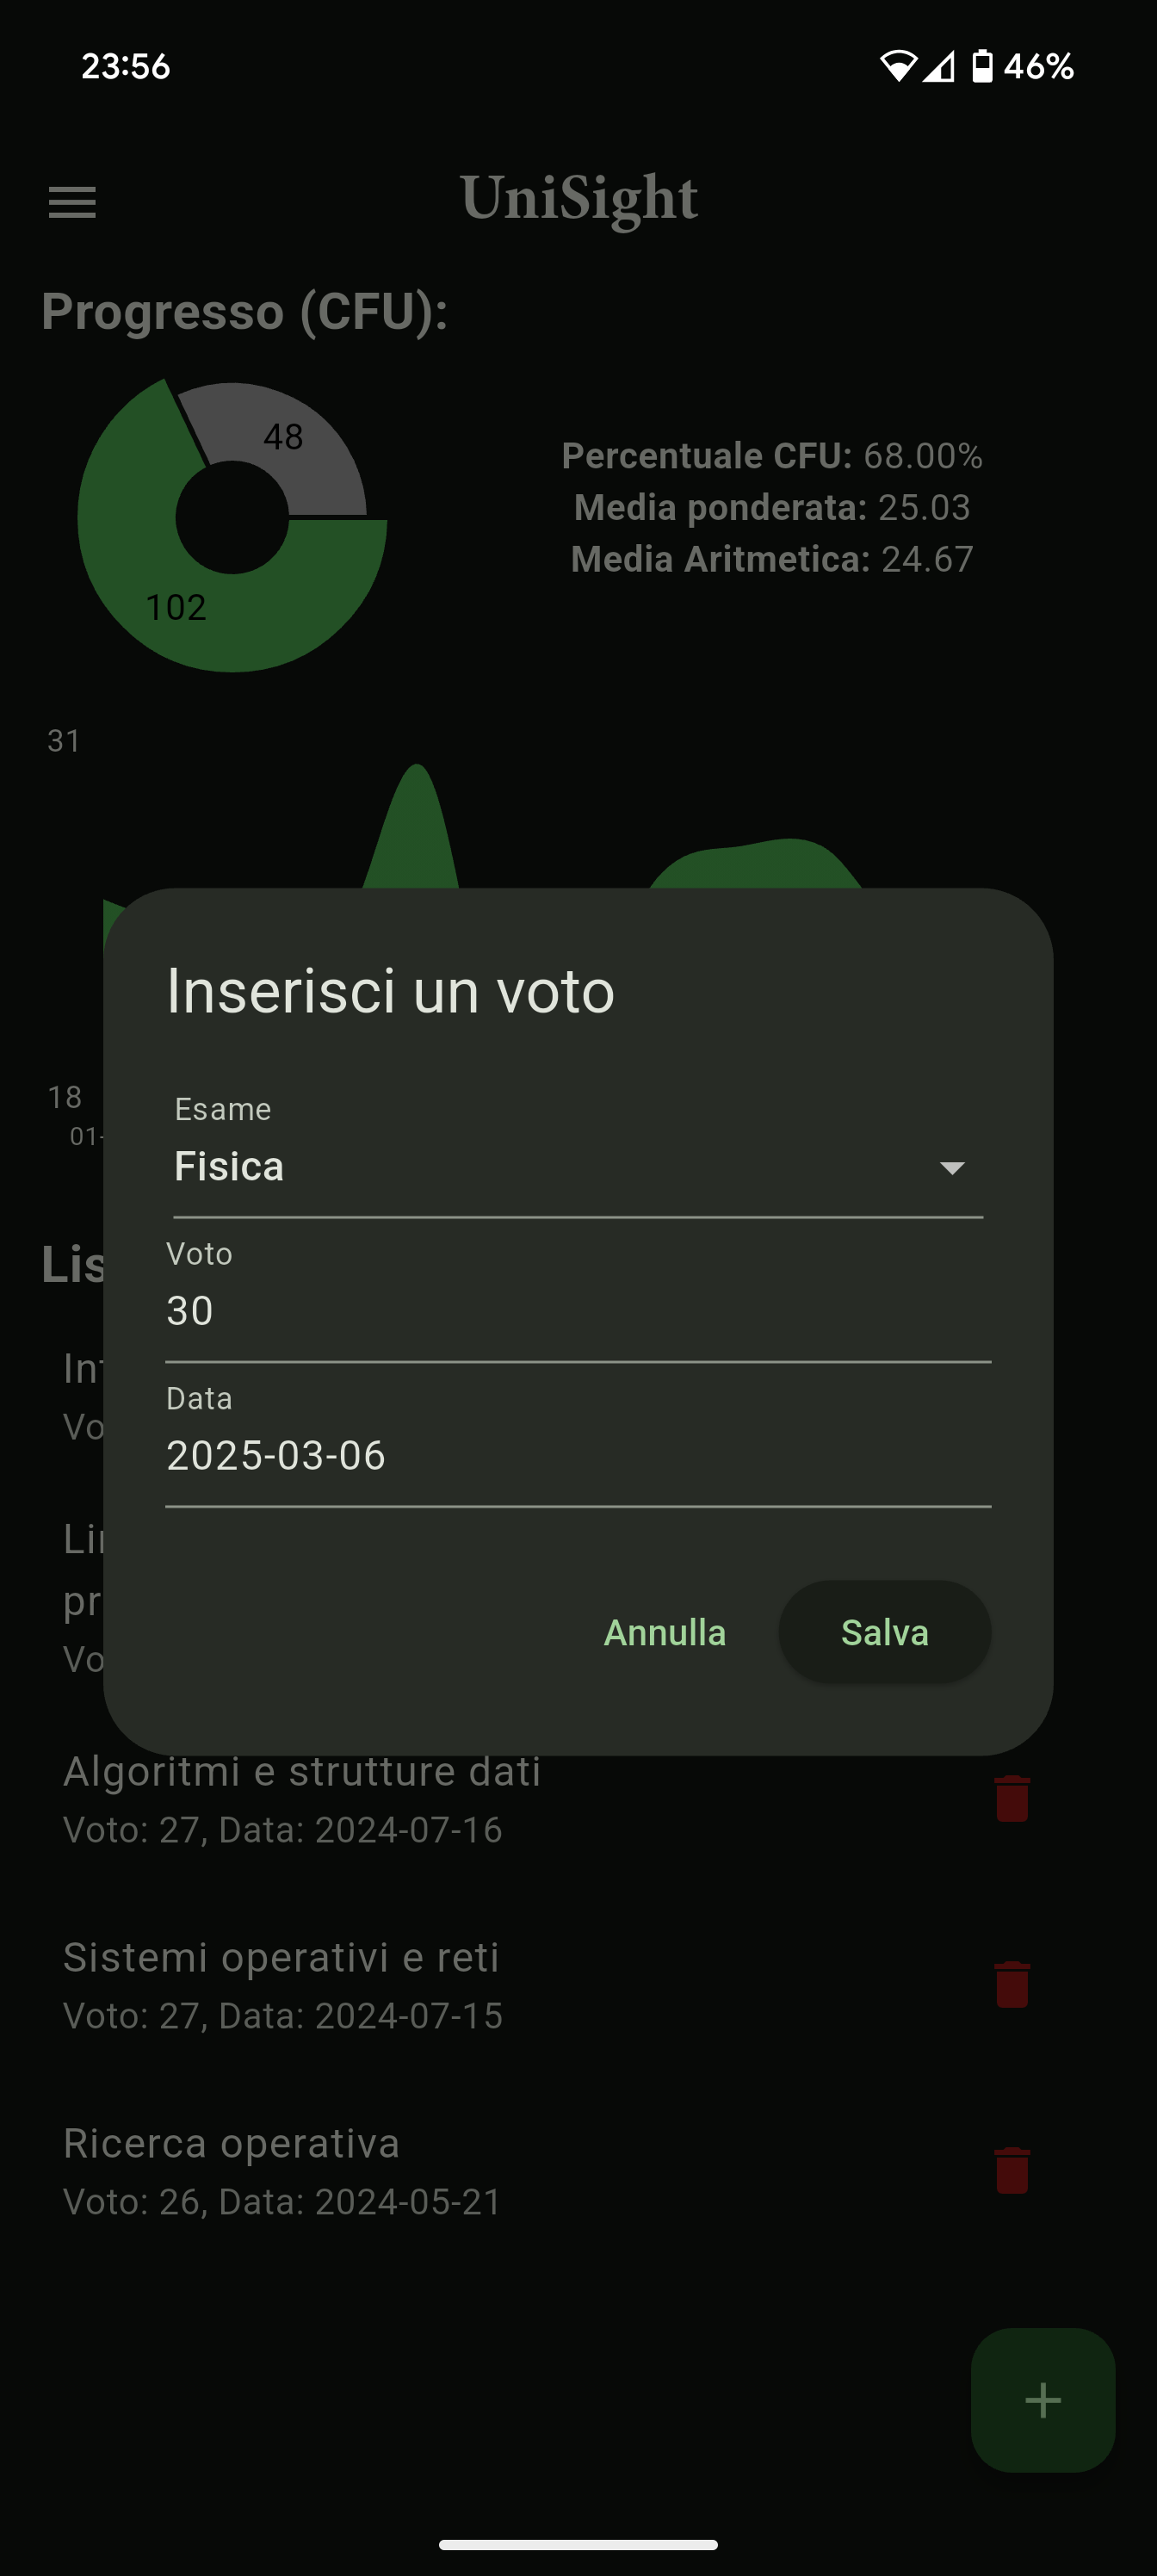 23:56
46%
UniSight
Progresso (CFU):
48
102
Percentuale CFU: 68.00%
Media ponderata: 25.03
Media Aritmetica: 24.67
31
18
01-
Inserisci un voto
Esame
Fisica
Voto
30
Data
2025-03-06
Annulla
Salva
Lis
Int
Vo
Lin
pr
Vo
Algoritmi e strutture dati
Voto: 27, Data: 2024-07-16
Sistemi operativi e reti
Voto: 27, Data: 2024-07-15
Ricerca operativa
Voto: 26, Data: 2024-05-21